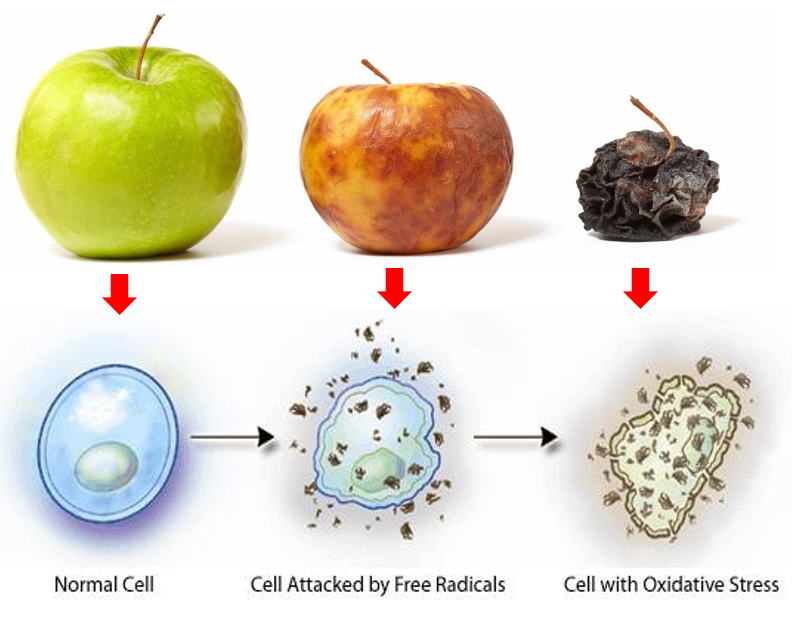 Normal Cell
Cell Attacked by Free Radicals
Cell with Oxidative Stress